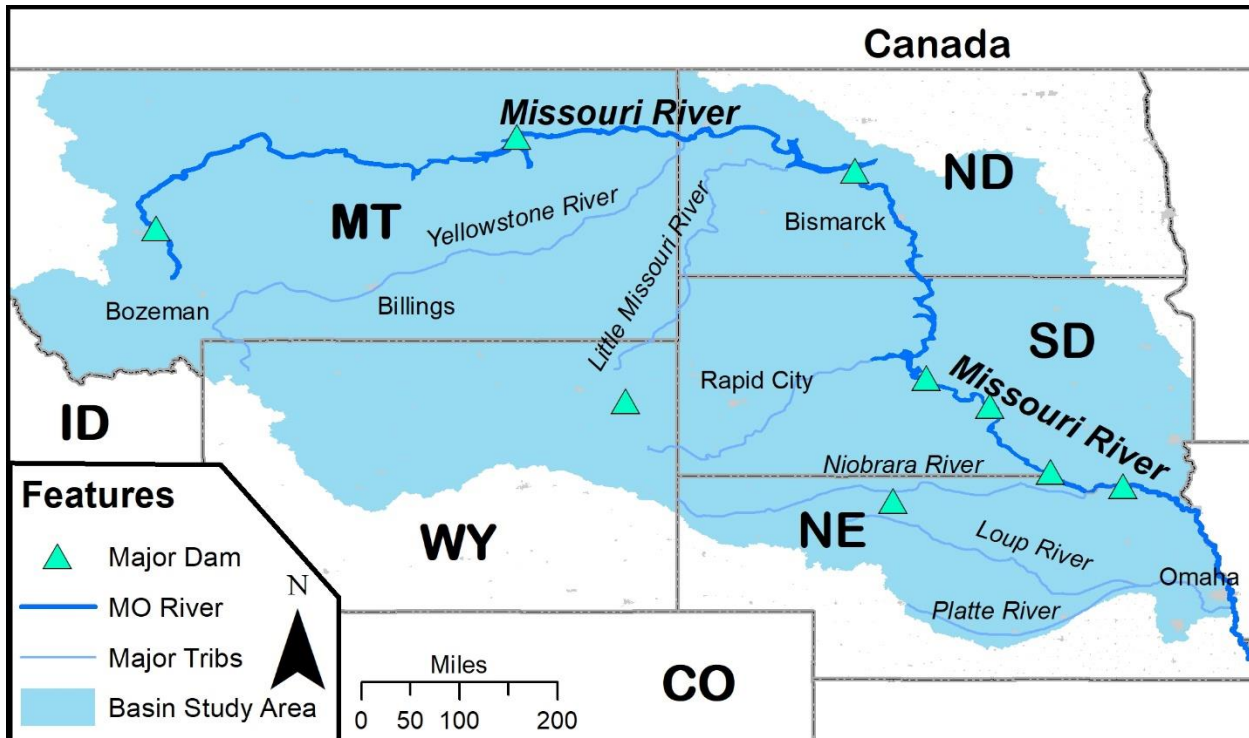 Canada
Missouri River
ND
MT
Yellowstone River
Bismarck
Little Missouri River
Bozeman
Billings
SD
Rapid City
Missouri River
ID
Niobrara River
Features
WY
NE
Loup River
Major Dam
N
Omaha
MO River
Platte River
Major Tribs
Miles
CO
Basin Study Area
0 50 100 200